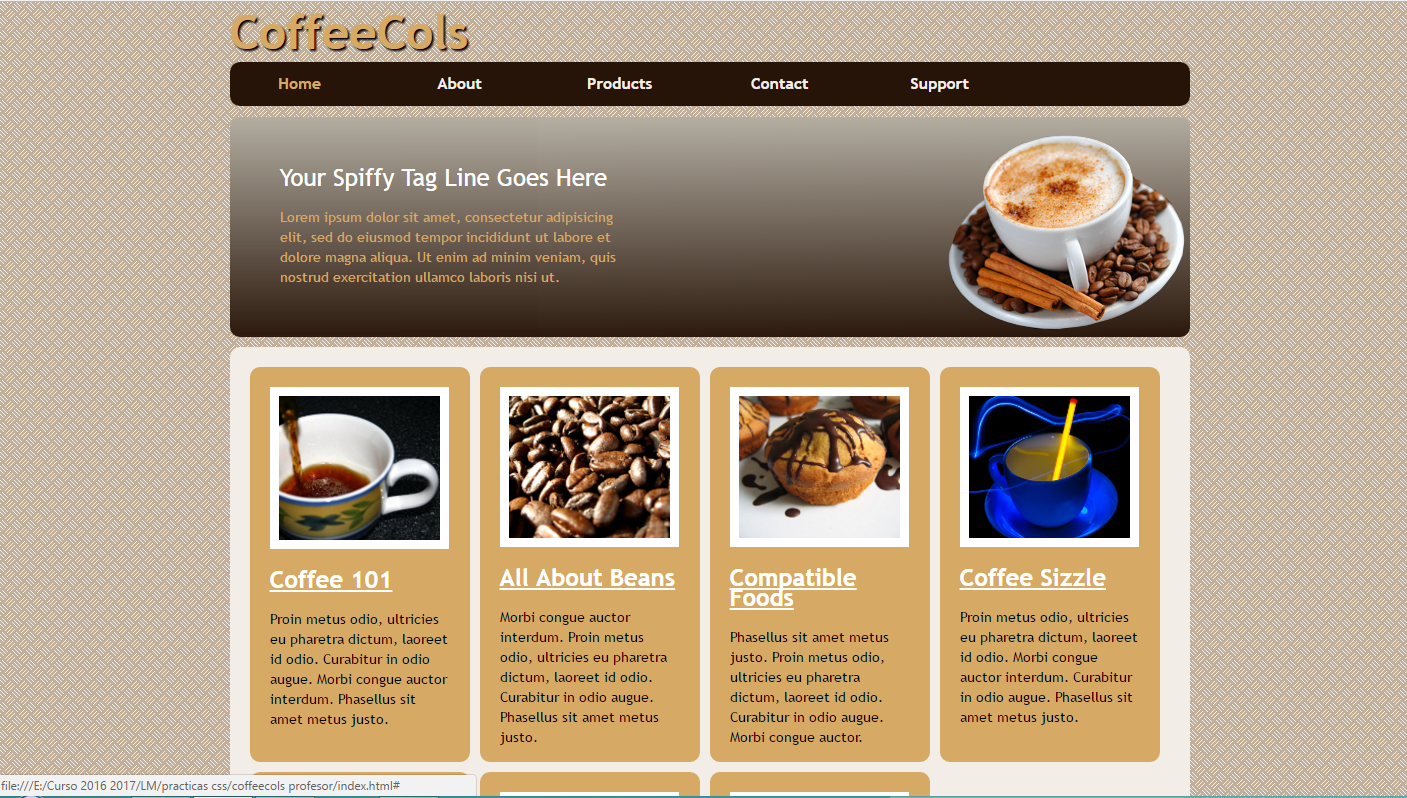 CoffeeCols
Home About Products Contact Support
Your Spiffy Tag Line Goes Here
Lorem ipsum dolor sit amet, consectetur adipisicing
elit, sed do eiusmod tempor incididunt ut labore et
dolore magna aliqua. Ut enim ad minim veniam, quis
nostrud exercitation ullamco laboris nisi ut.
Coffee 101
Proin metus odio, ultricies
eu pharetra dictum, laoreet
id odio. Curabitur in odio
augue. Morbi congue auctor
interdum. Phasellus sit
amet metus justo.
All About Beans
Morbi congue auctor
interdum. Proin metus
odio, ultricies eu pharetra
dictum, laoreet id odio.
Curabitur in odio augue.
Phasellus sit amet metus
justo.
Compatible
Foods
Phasellus sit amet metus
justo. Proin metus odio,
ultricies eu pharetra
dictum, laoreet id odio.
Curabitur in odio augue.
Morbi congue auctor.
Coffee Sizzle
Proin metus odio, ultricies
eu pharetra dictum, laoreet
id odio. Morbi congue
auctor interdum. Curabitur
in odio augue. Phasellus sit
amet metus justo.
file:///E:/Curso 2016 2017/LM/practicas css/coffeecols profesor/index.html#